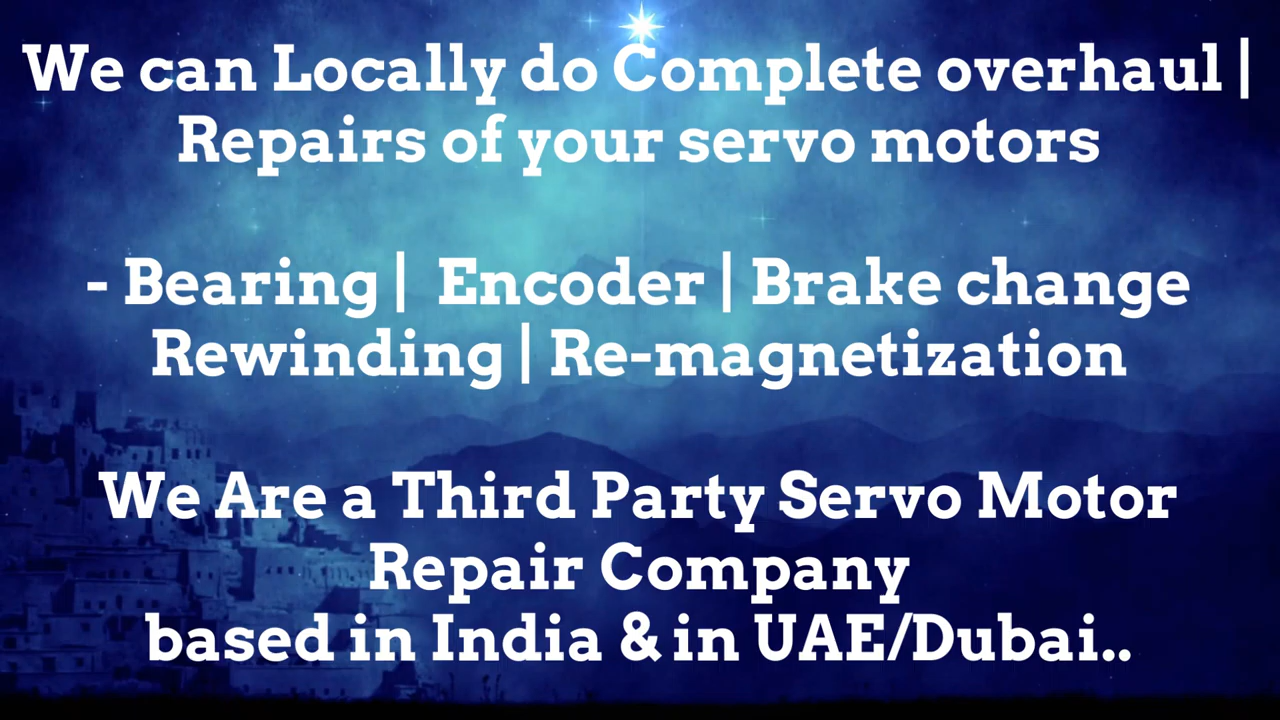 We can Locally do Complete overhaul |
Repairs of your servo motors
- Bearing | Encoder | Brake change
Rewinding | Re-magnetization
We Are a Third Party Servo Motor
Repair Company
based in India & in UAE/Dubai..